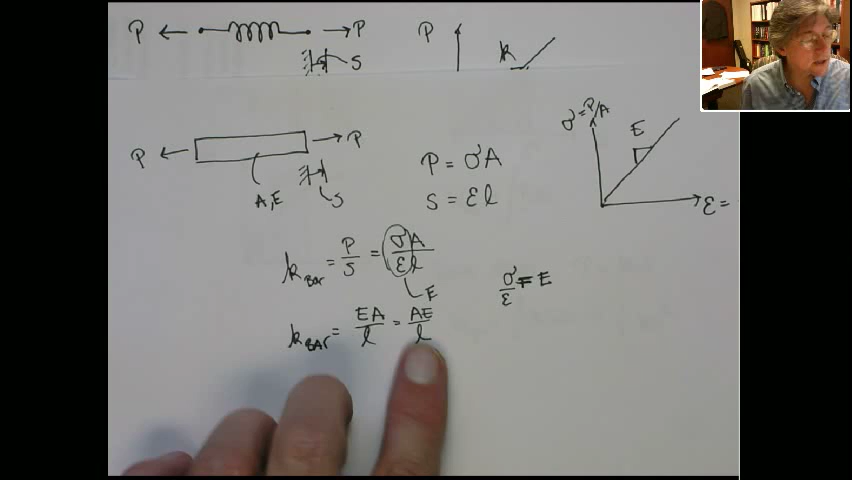 P P P k
S
σ = P/A
E
P P
A,E S
P = σA
S = εl
ε =
k_BAR = P/S = σA/εl
E
σ/ε = E
k_BAR = EA/l = AE/l